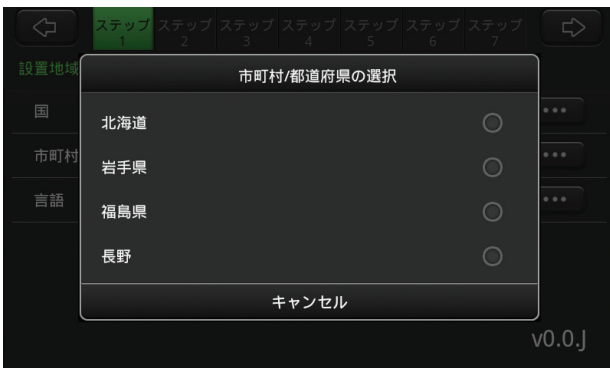 ステップ ステップ ステップ ステップ ステップ ステップ ステップ
1 2 3 4 5 6 7
設置地域
市町村/都道府県の選択
国
北海道
市町村
岩手県
言語
福島県
長野
キャンセル
v0.0.J